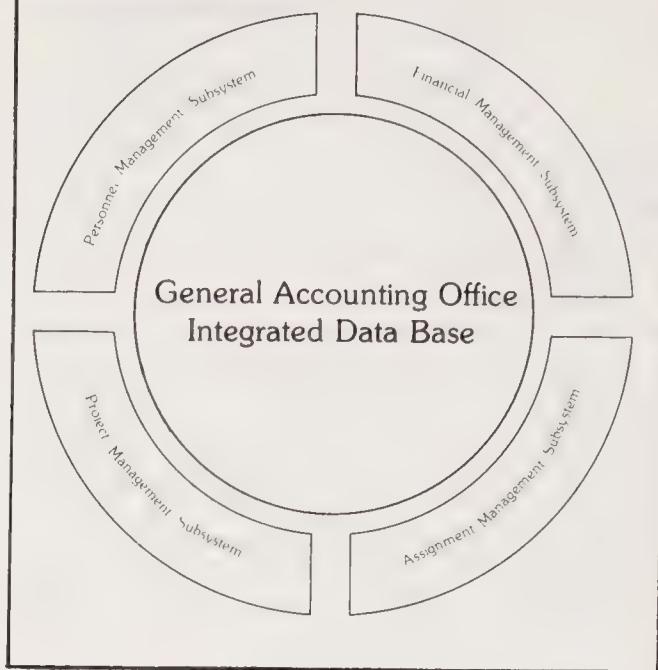 Personnel Management Subsystem
Financial Management Subsystem
General Accounting Office
Integrated Data Base
Project Management Subsystem
Assignment Management Subsystem